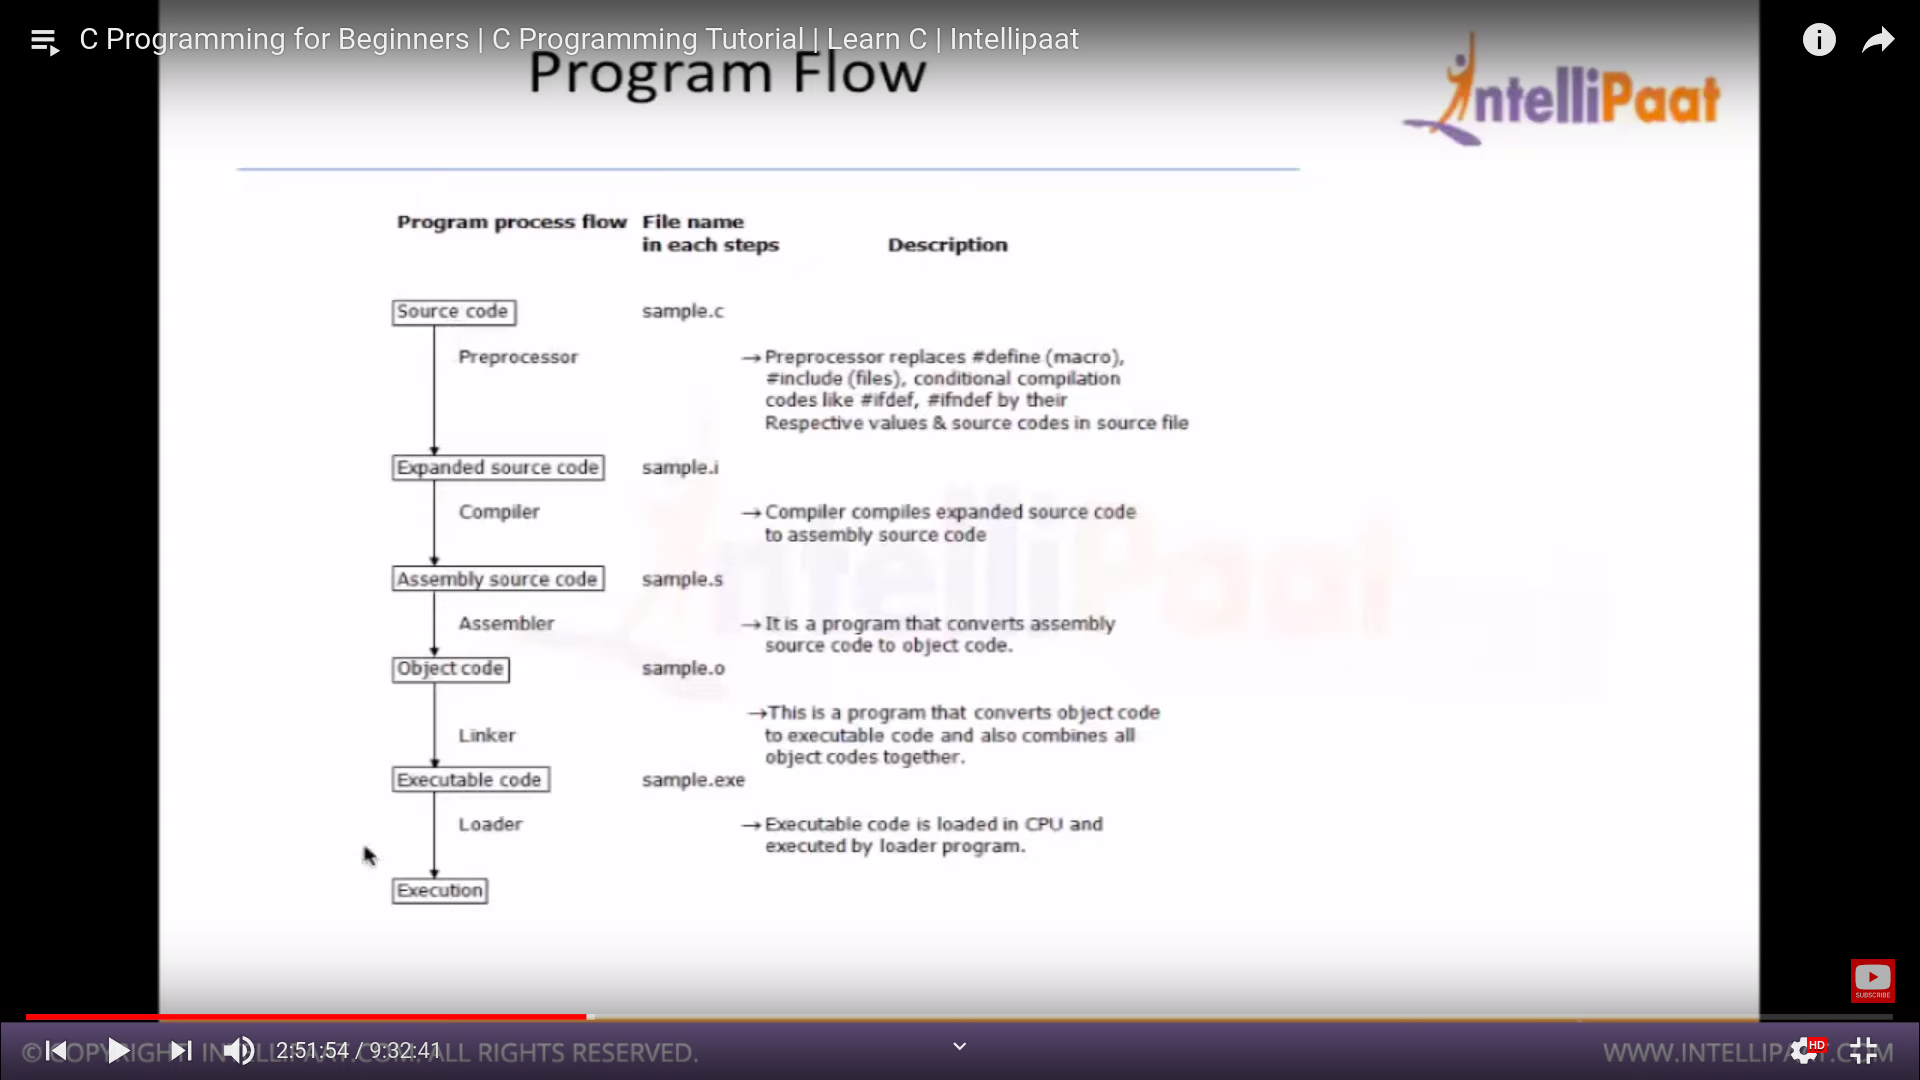 C Programming for Beginners | C Programming Tutorial | Learn C | Intellipaat
Program Flow
IntelliPaat
Program process flow File name
in each steps Description
Source code sample.c
Preprocessor →Preprocessor replaces #define (macro),
#include (files), conditional compilation
codes like #ifdef, #ifndef by their
Respective values & source codes in source file
Expanded source code sample.i
Compiler →Compiler compiles expanded source code
to assembly source code
Assembly source code sample.s
Assembler →It is a program that converts assembly
source code to object code.
Object code sample.o
→This is a program that converts object code
Linker to executable code and also combines all
object codes together.
Executable code sample.exe
Loader →Executable code is loaded in CPU and
executed by loader program.
Execution
IntelliPaat
SUBSCRIBE
2:51:54 / 9:32:41
© COPYRIGHT INTELLIPAAT.COM. ALL RIGHTS RESERVED.
WWW.INTELLIPAAT.COM
HD